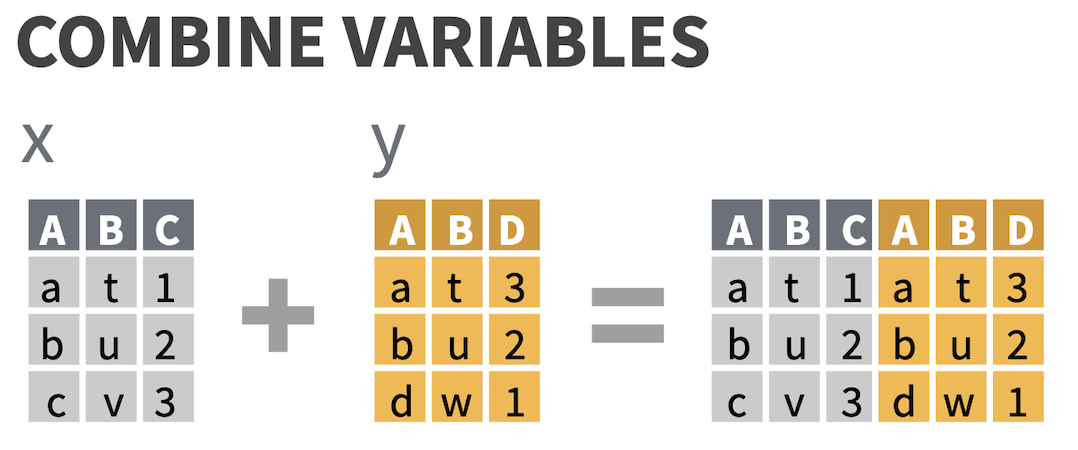 COMBINE VARIABLES
x y
A B C A B D A B C A B D
a t 1 a t 3 a t 1 a t 3
b u 2 + b u 2 = b u 2 b u 2
c v 3 d w 1 c v 3 d w 1